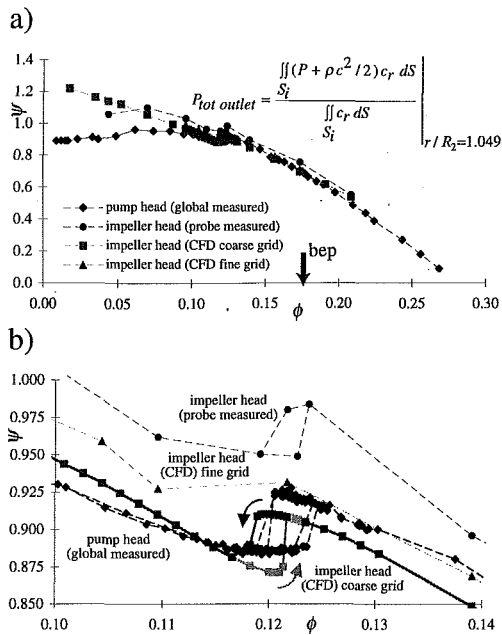 a)
P_tot outlet = ∬_{S_i} (P + ρ c² / 2) c_r dS / ∬_{S_i} c_r dS | r / R₂=1.049
ψ
1.4
1.2
1.0
0.8
0.6
0.4
0.2
0.0
pump head (global measured)
impeller head (probe measured)
impeller head (CFD coarse grid)
impeller head (CFD fine grid)
bep
0.00 0.05 0.10 0.15 0.20 0.25 0.30
ϕ
b)
ψ
1.000
0.975
0.950
0.925
0.900
0.875
0.850
impeller head
(probe measured)
impeller head
(CFD) fine grid
pump head
(global measured)
impeller head
(CFD) coarse grid
0.10 0.11 0.12 ϕ 0.13 0.14